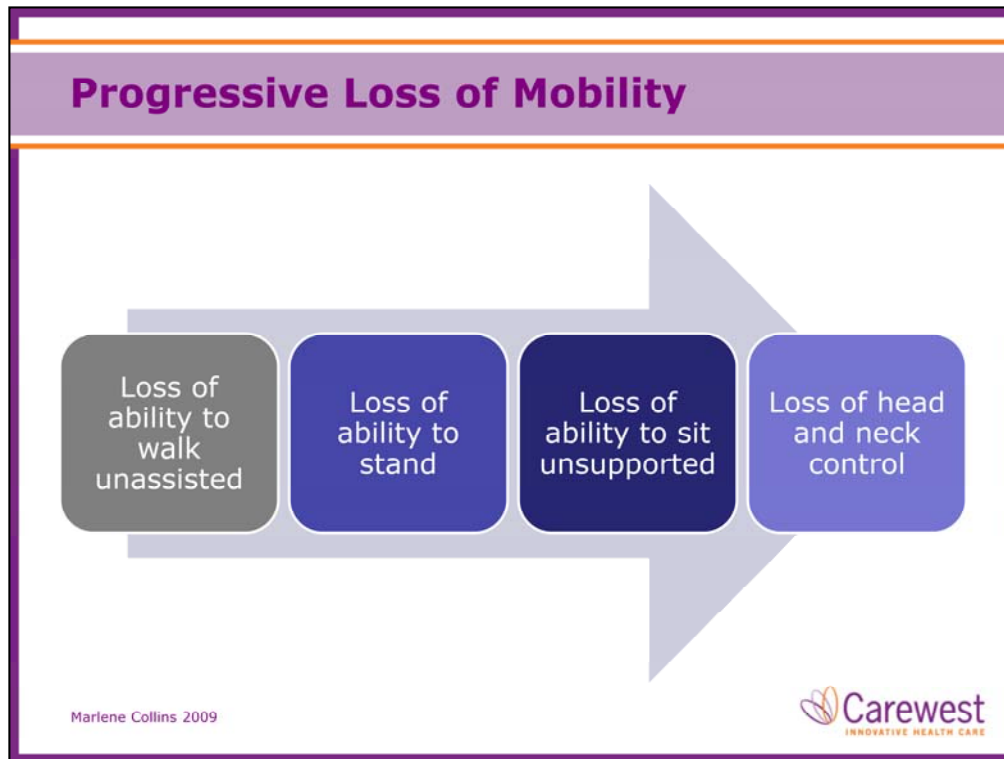 Progressive Loss of Mobility
Loss of
ability to
walk
unassisted
Loss of
ability to
stand
Loss of
ability to sit
unsupported
Loss of head
and neck
control
Marlene Collins 2009
Carewest
INNOVATIVE HEALTH CARE